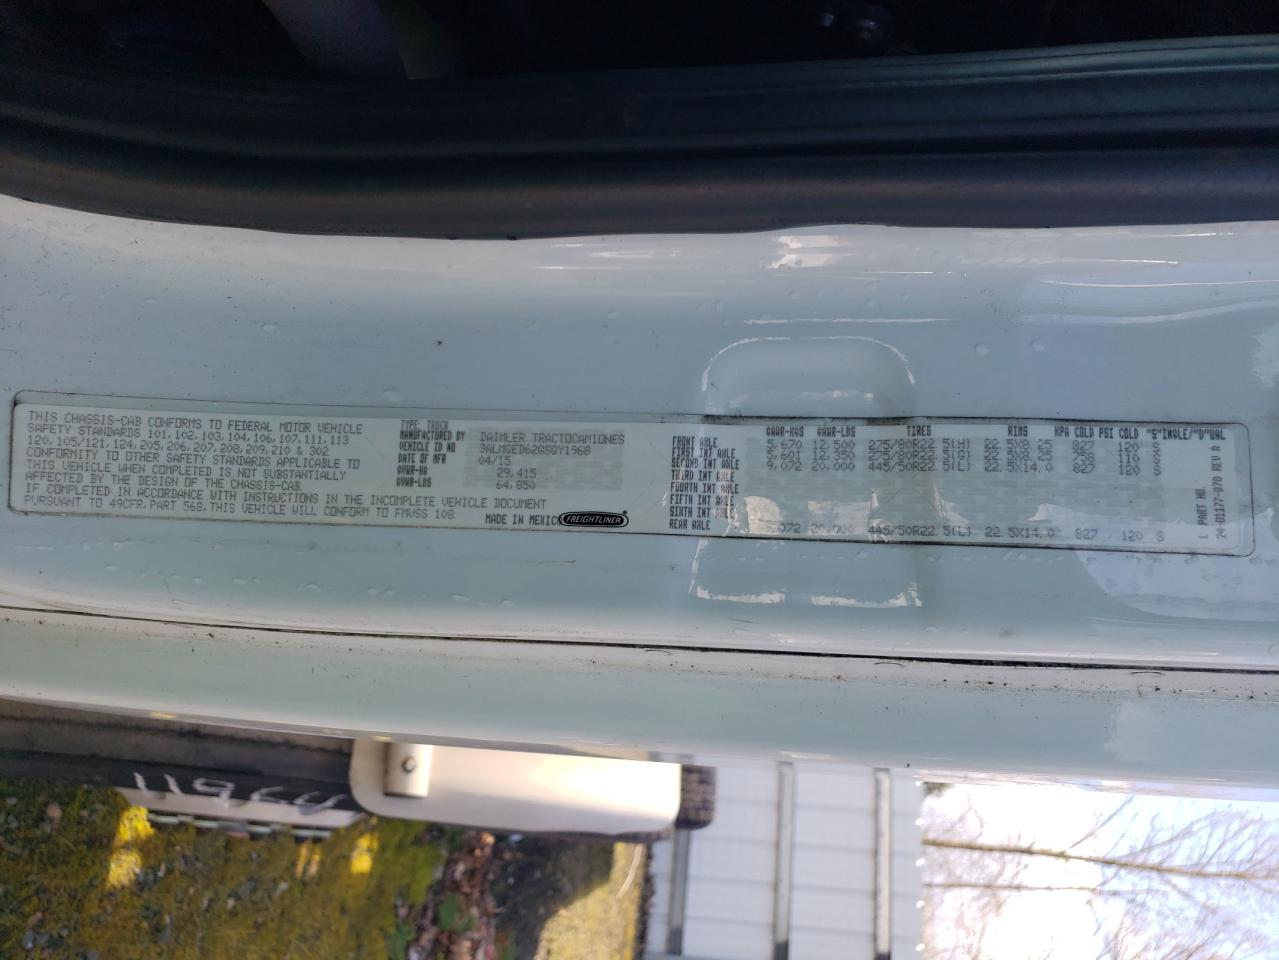 THIS CHASSIS-CAB CONFORMS TO FEDERAL MOTOR VEHICLE
SAFETY STANDARDS 101,102,103,104,106,107,111,113
120,105/121,124,205,206,207,208,209,210 & 302
CONFORMITY TO OTHER SAFETY STANDARDS APPLICABLE TO
THIS VEHICLE WHEN COMPLETED IS NOT SUBSTANTIALLY
AFFECTED BY THE DESIGN OF THE CHASSIS-CAB.
IF COMPLETED IN ACCORDANCE WITH INSTRUCTIONS IN THE INCOMPLETE VEHICLE DOCUMENT
PURSUANT TO 49CFR,PART 568,THIS VEHICLE WILL CONFORM TO FMVSS 108.
TYPE: TRUCK
MANUFACTURED BY DAIMLER TRACTOCAMIONES
VEHICLE ID NO 3ALMGED62GSGY1968
DATE OF MFR 04/15
GVWR-KG 29,415
GVWR-LBS 64,850
MADE IN MEXICO FREIGHTLINER
GAWR-KGS GAWR-LBS TIRES RIMS KPA COLD PSI COLD "S"INGLE/"D"UAL
FRONT AXLE 5,670 12,500 275/80R22.5(H) 22.5X8.25 827 120 S
FIRST INT AXLE 5,601 12,350 275/80R22.5(G) 22.5X8.25 758 110 S
SECOND INT AXLE 9,072 20,000 445/50R22.5(L) 22.5X14.0 827 120 S
THIRD INT AXLE
FOURTH INT AXLE
FIFTH INT AXLE
SIXTH INT AXLE
REAR AXLE 9,072 20,000 445/50R22.5(L) 22.5X14.0 827 120 S
L PART NO.
24-01177-070 REV A